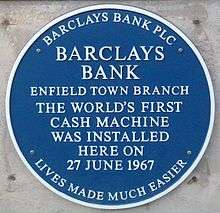 BARCLAYS BANK PLC
BARCLAYS
BANK
ENFIELD TOWN BRANCH
THE WORLD'S FIRST
CASH MACHINE
WAS INSTALLED
HERE ON
27 JUNE 1967
LIVES MADE MUCH EASIER